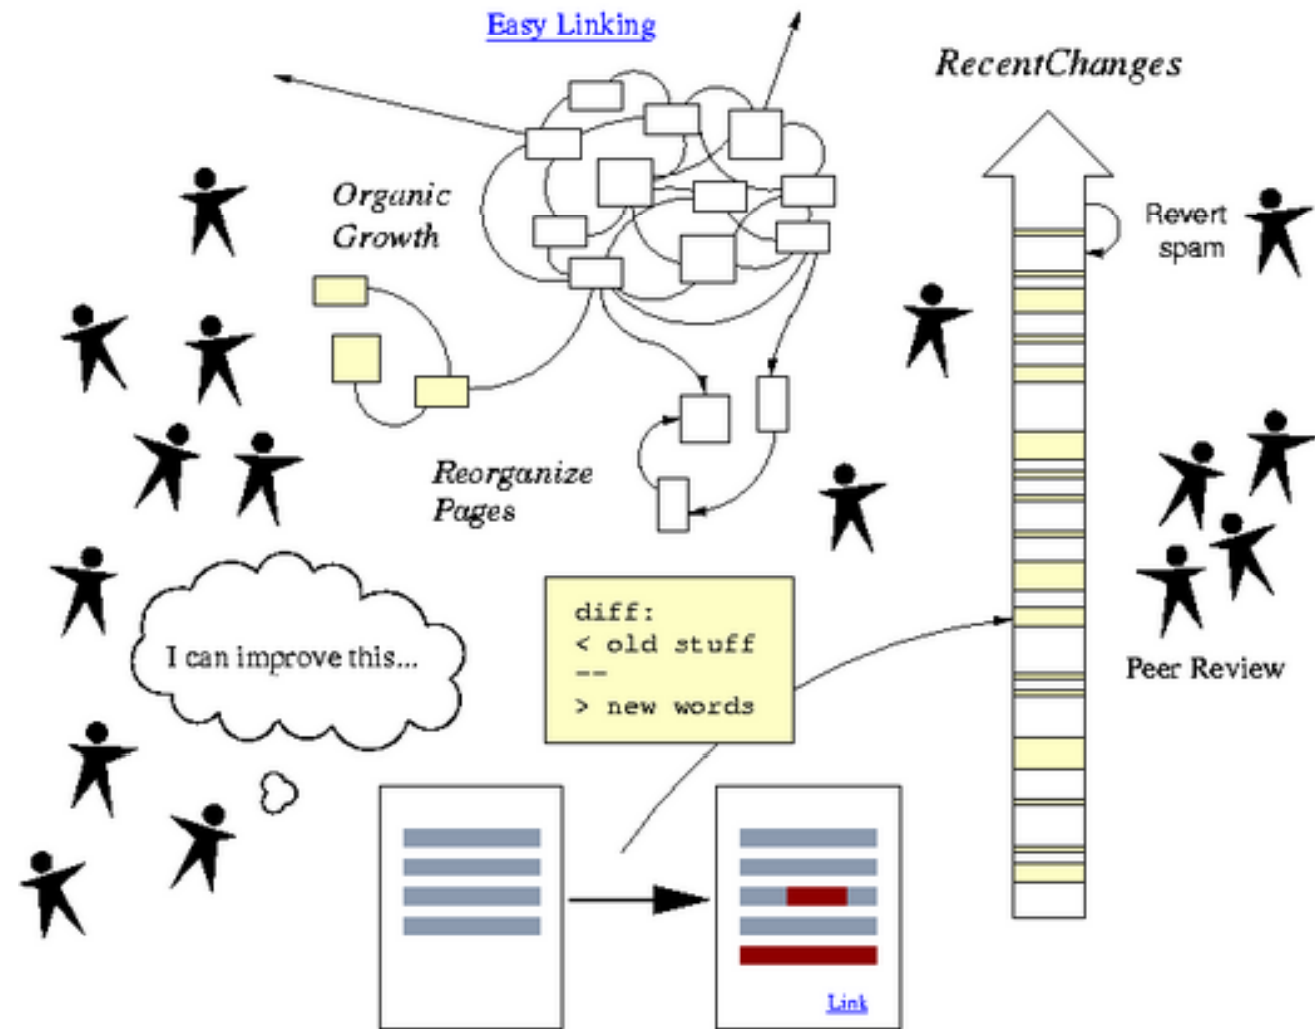 Easy Linking
RecentChanges
Organic
Growth
Revert
spam
Reorganize
Pages
I can improve this...
diff:
< old stuff
--
> new words
Peer Review
Link